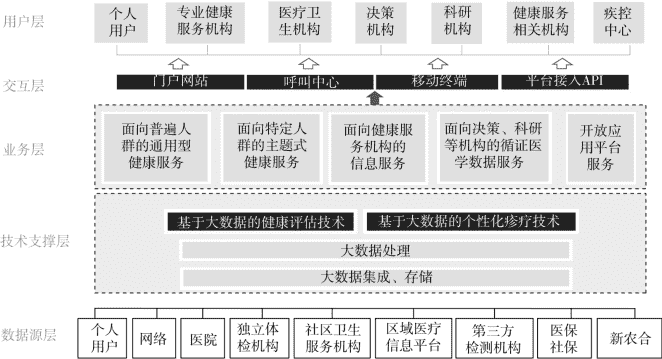 用户层
个人
用户
专业健康
服务机构
医疗卫
生机构
决策
机构
科研
机构
健康服务
相关机构
疾控
中心
交互层
门户网站
呼叫中心
移动终端
平台接入API
业务层
面向普遍人
群的通用型
健康服务
面向特定人
群的主题式
健康服务
面向健康服
务机构的
信息服务
面向决策、科研
等机构的循证医
学数据服务
开放应
用平台
服务
技术支撑层
基于大数据的健康评估技术
基于大数据的个性化疹疗技术
大数据处理
大数据集成、存储
数据源层
个人
用户
网络
医院
独立体
检机构
社区卫生
服务机构
区域医疗
信息平台
第三方
检测机构
医保
社保
新农合